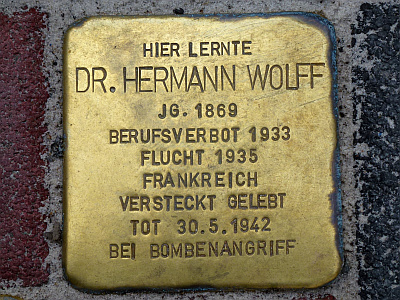 HIER LERNTE
DR. HERMANN WOLFF
JG. 1869
BERUFSVERBOT 1933
FLUCHT 1935
FRANKREICH
VERSTECKT GELEBT
TOT 30.5.1942
BEI BOMBENANGRIFF